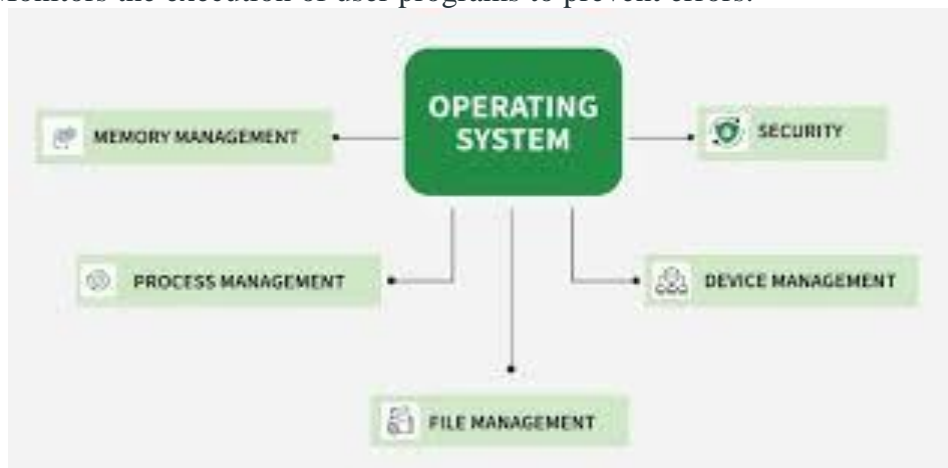 Monitors the execution of user programs to prevent errors.
OPERATING
SYSTEM
MEMORY MANAGEMENT
SECURITY
PROCESS MANAGEMENT
DEVICE MANAGEMENT
FILE MANAGEMENT